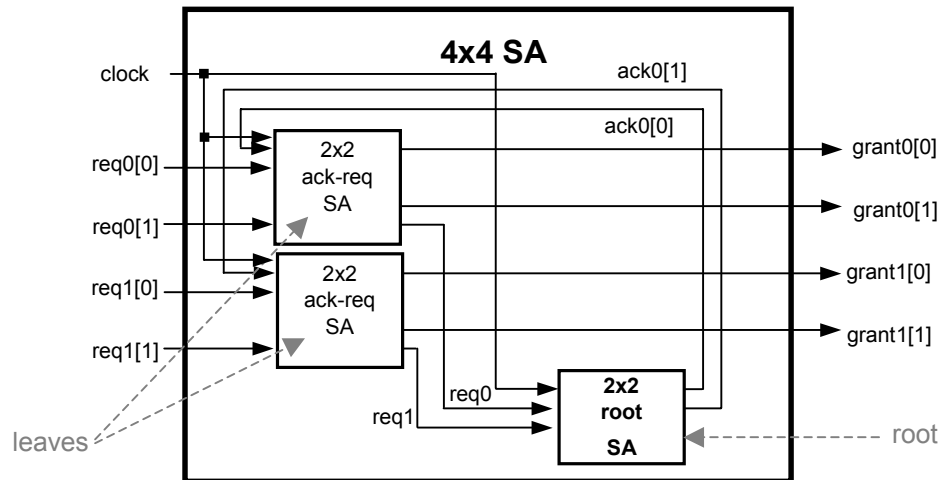 4x4 SA
clock
ack0[1]
ack0[0]
2x2
ack-req
SA
req0[0]
req0[1]
grant0[0]
grant0[1]
2x2
ack-req
SA
req1[0]
req1[1]
grant1[0]
grant1[1]
req0
req1
2x2
root
SA
leaves
root